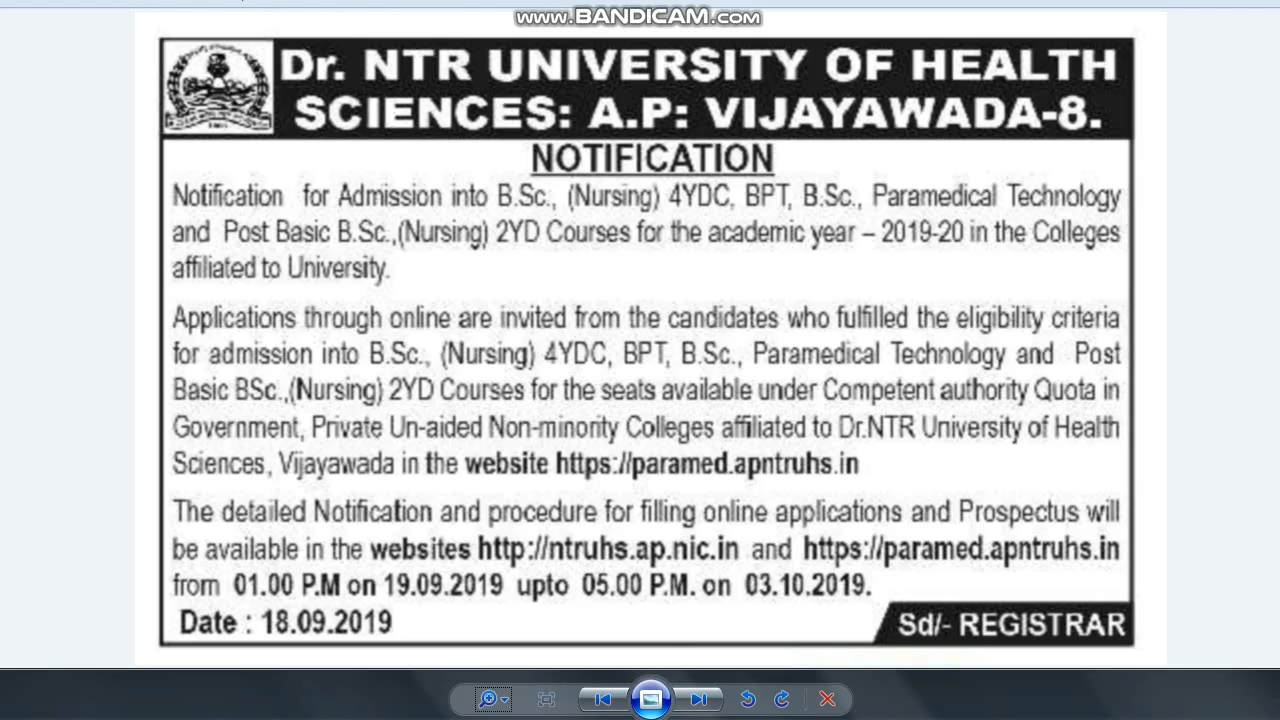 www.BANDICAM.com
Dr. NTR UNIVERSITY OF HEALTH
SCIENCES: A.P: VIJAYAWADA-8.
NOTIFICATION
Notification for Admission into B.Sc., (Nursing) 4YDC, BPT, B.Sc., Paramedical Technology
and Post Basic B.Sc.,(Nursing) 2YD Courses for the academic year – 2019-20 in the Colleges
affiliated to University.
Applications through online are invited from the candidates who fulfilled the eligibility criteria
for admission into B.Sc., (Nursing) 4YDC, BPT, B.Sc., Paramedical Technology and Post
Basic BSc.,(Nursing) 2YD Courses for the seats available under Competent authority Quota in
Government, Private Un-aided Non-minority Colleges affiliated to Dr.NTR University of Health
Sciences, Vijayawada in the website https://paramed.apntruhs.in
The detailed Notification and procedure for filling online applications and Prospectus will
be available in the websites http://ntruhs.ap.nic.in and https://paramed.apntruhs.in
from 01.00 P.M on 19.09.2019 upto 05.00 P.M. on 03.10.2019.
Date : 18.09.2019
Sd/- REGISTRAR